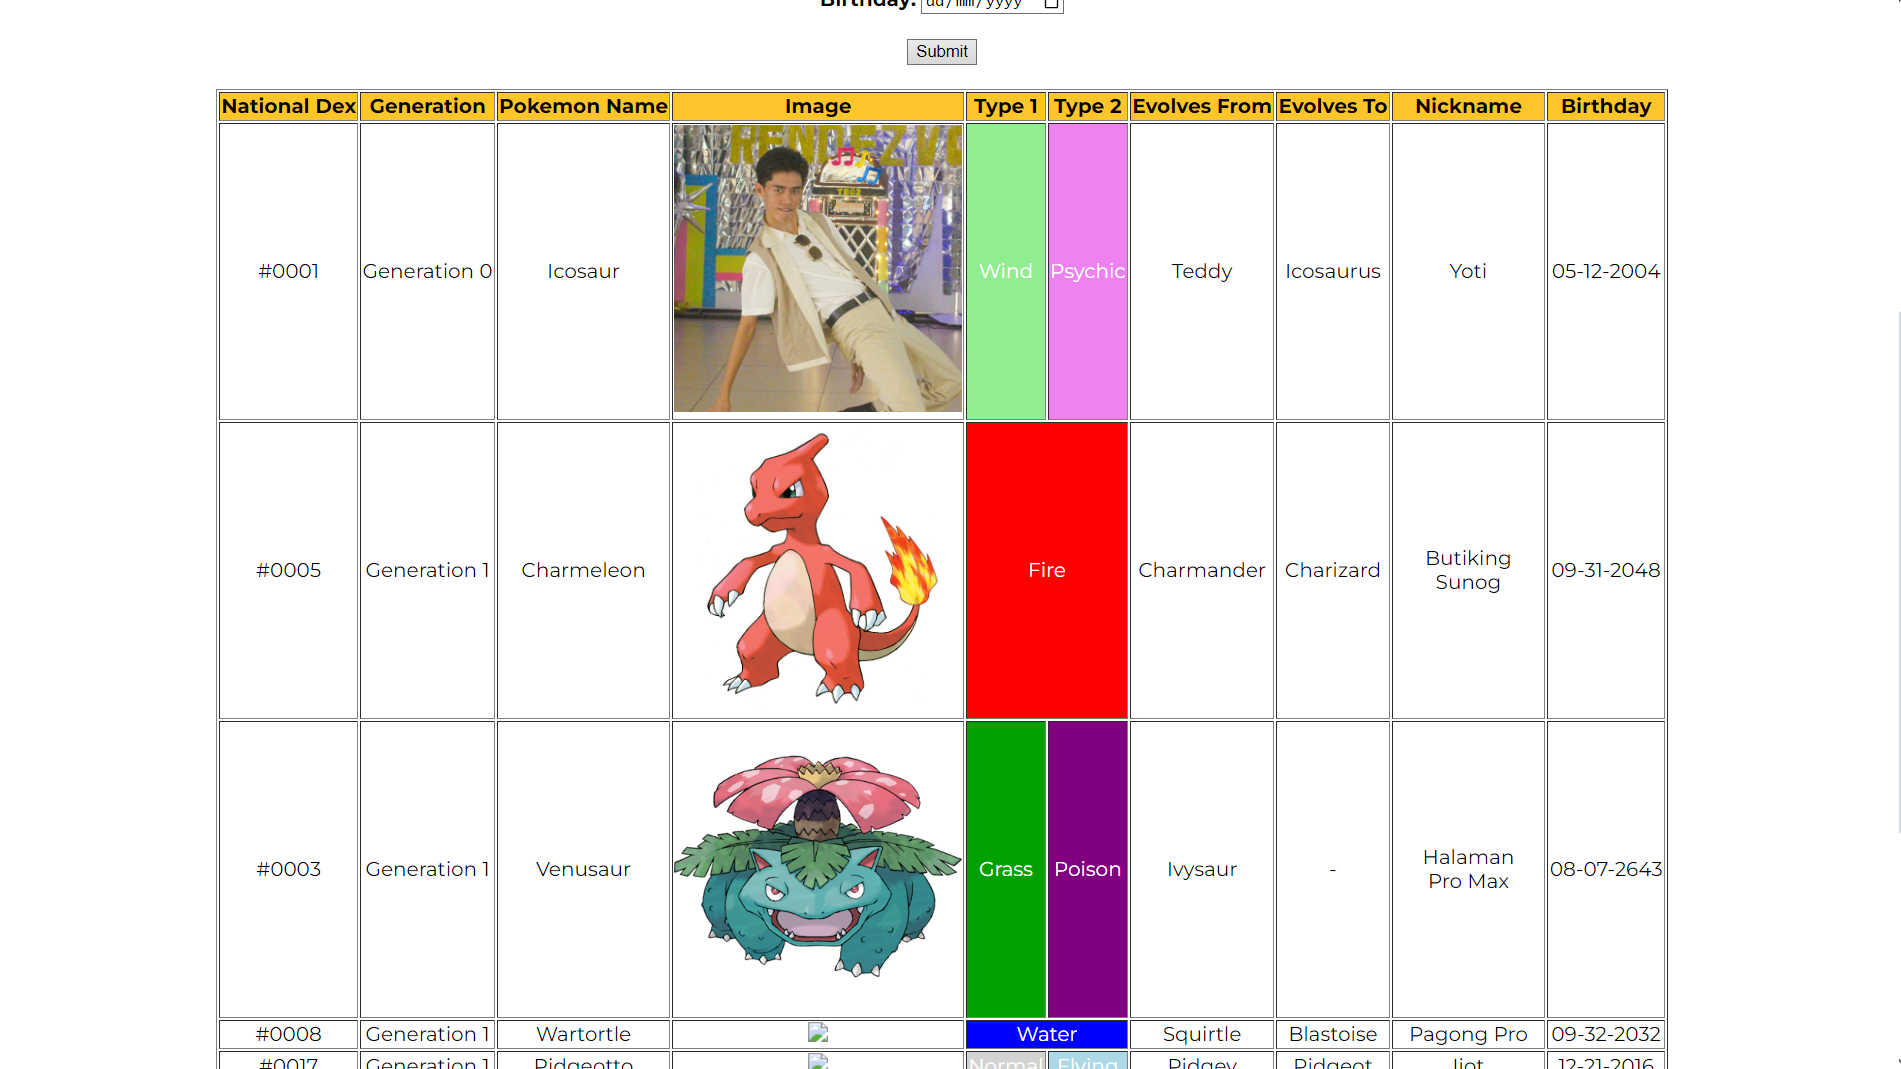 Birthday: dd/mm/yyyy
Submit
National Dex Generation Pokemon Name Image Type 1 Type 2 Evolves From Evolves To Nickname Birthday
RENDEZV
TB02
#0001 Generation 0 Icosaur Wind Psychic Teddy Icosaurus Yoti 05-12-2004
#0005 Generation 1 Charmeleon Fire Charmander Charizard Butiking
Sunog 09-31-2048
#0003 Generation 1 Venusaur Grass Poison Ivysaur - Halaman
Pro Max 08-07-2643
#0008 Generation 1 Wartortle Water Squirtle Blastoise Pagong Pro 09-32-2032
#0017 Generation 1 Pidgeotto Normal Flying Pidgey Pidgeot Jiot 12-21-2016